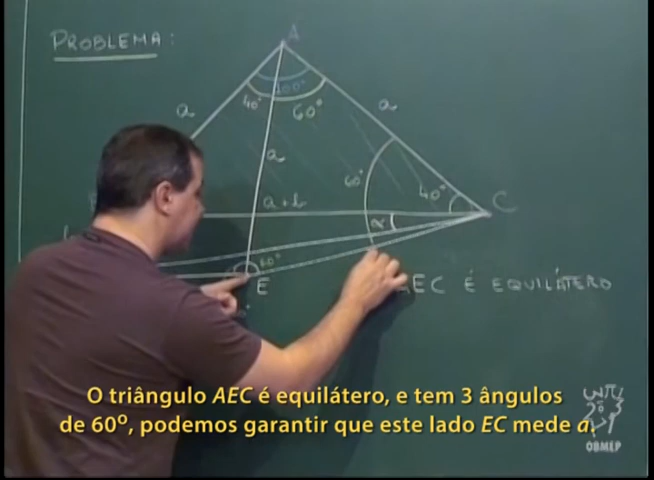 PROBLEMA:
A
100°
40° 60°
a a
a
60° 40°
a + b C
α
60°
E
AEC É EQUILÁTERO
O triângulo AEC é equilátero, e tem 3 ângulos
de 60º, podemos garantir que este lado EC mede a.
OBMEP